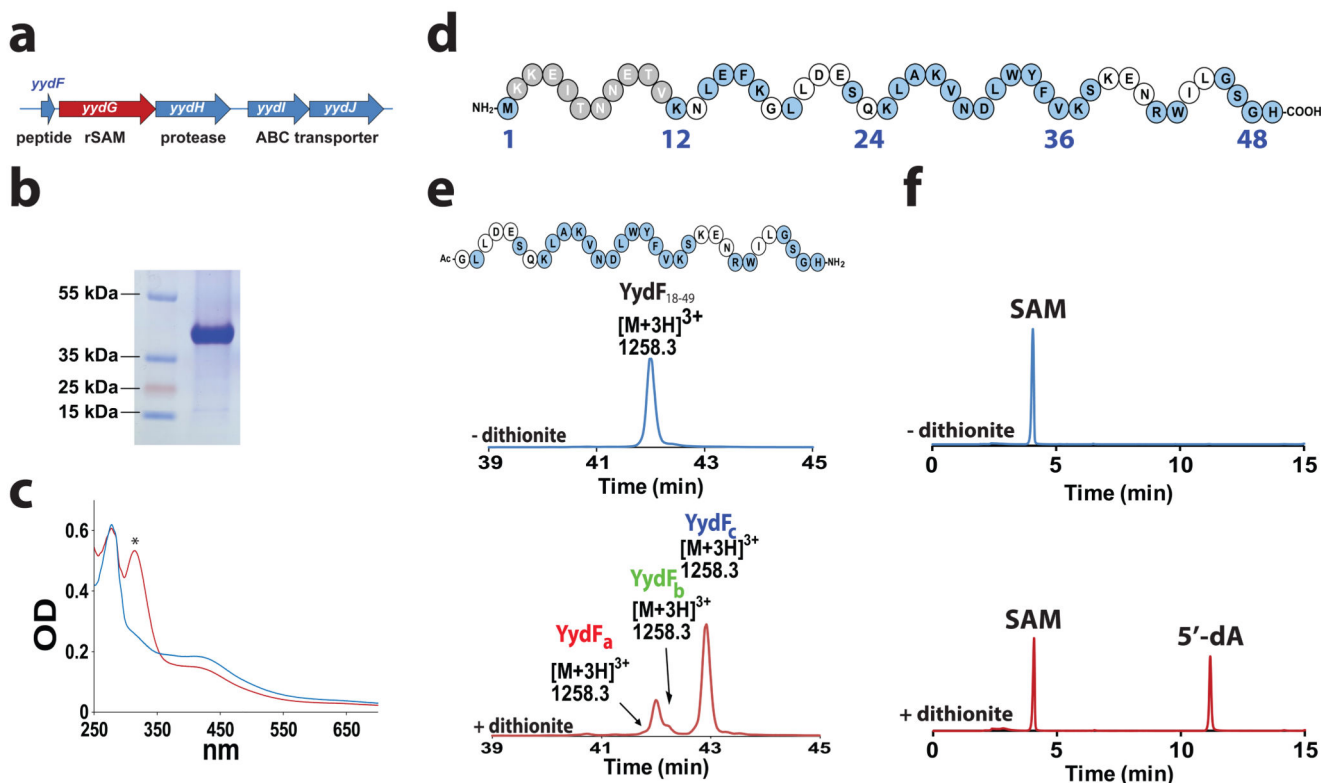 a
yydF
yydG yydH yydI yydJ
peptide rSAM protease ABC transporter
b
55 kDa
35 kDa
25 kDa
15 kDa
c
0.6
0.4
0.2
0
OD
*
250 350 450 550 650
nm
d
NH2-MKKEITNNETVKNLEFKGLLDESQKLAKVNDLWYFVKSKENRWILGSGH-COOH
1 12 24 36 48
e
Ac-GLLDESQKLAKVNDLWYFVKSKENRWILGSGH-NH2
YydF18-49
[M+3H]3+
1258.3
- dithionite
39 41 43 45
Time (min)
YydFc
[M+3H]3+
1258.3
YydFb
[M+3H]3+
1258.3
YydFa
[M+3H]3+
1258.3
+ dithionite
39 41 43 45
Time (min)
f
SAM
- dithionite
0 5 10 15
Time (min)
SAM 5'-dA
+ dithionite
0 5 10 15
Time (min)